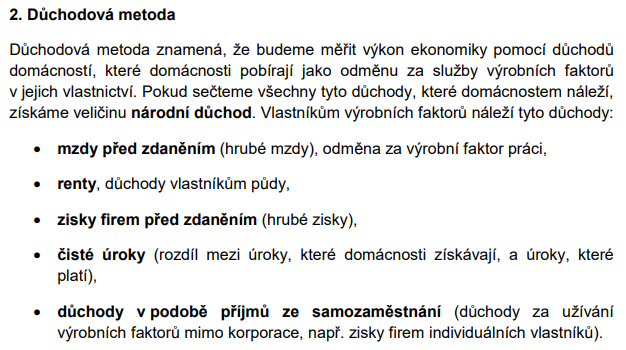 2. Důchodová metoda
Důchodová metoda znamená, že budeme měřit výkon ekonomiky pomocí důchodů
domácností, které domácnosti pobírají jako odměnu za služby výrobních faktorů
v jejich vlastnictví. Pokud sečteme všechny tyto důchody, které domácnostem náleží,
získáme veličinu národní důchod. Vlastníkům výrobních faktorů náleží tyto důchody:
• mzdy před zdaněním (hrubé mzdy), odměna za výrobní faktor práci,
• renty, důchody vlastníkům půdy,
• zisky firem před zdaněním (hrubé zisky),
• čisté úroky (rozdíl mezi úroky, které domácnosti získávají, a úroky, které
platí),
• důchody v podobě příjmů ze samozaměstnání (důchody za užívání
výrobních faktorů mimo korporace, např. zisky firem individuálních vlastníků).